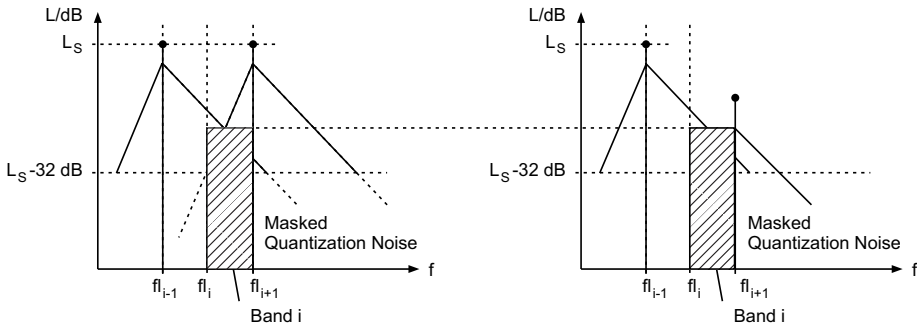 L/dB
L_S
L_S-32 dB
Masked
Quantization Noise
f
fl_{i-1}
fl_i
fl_{i+1}
Band i
L/dB
L_S
L_S-32 dB
Masked
Quantization Noise
f
fl_{i-1}
fl_i
fl_{i+1}
Band i